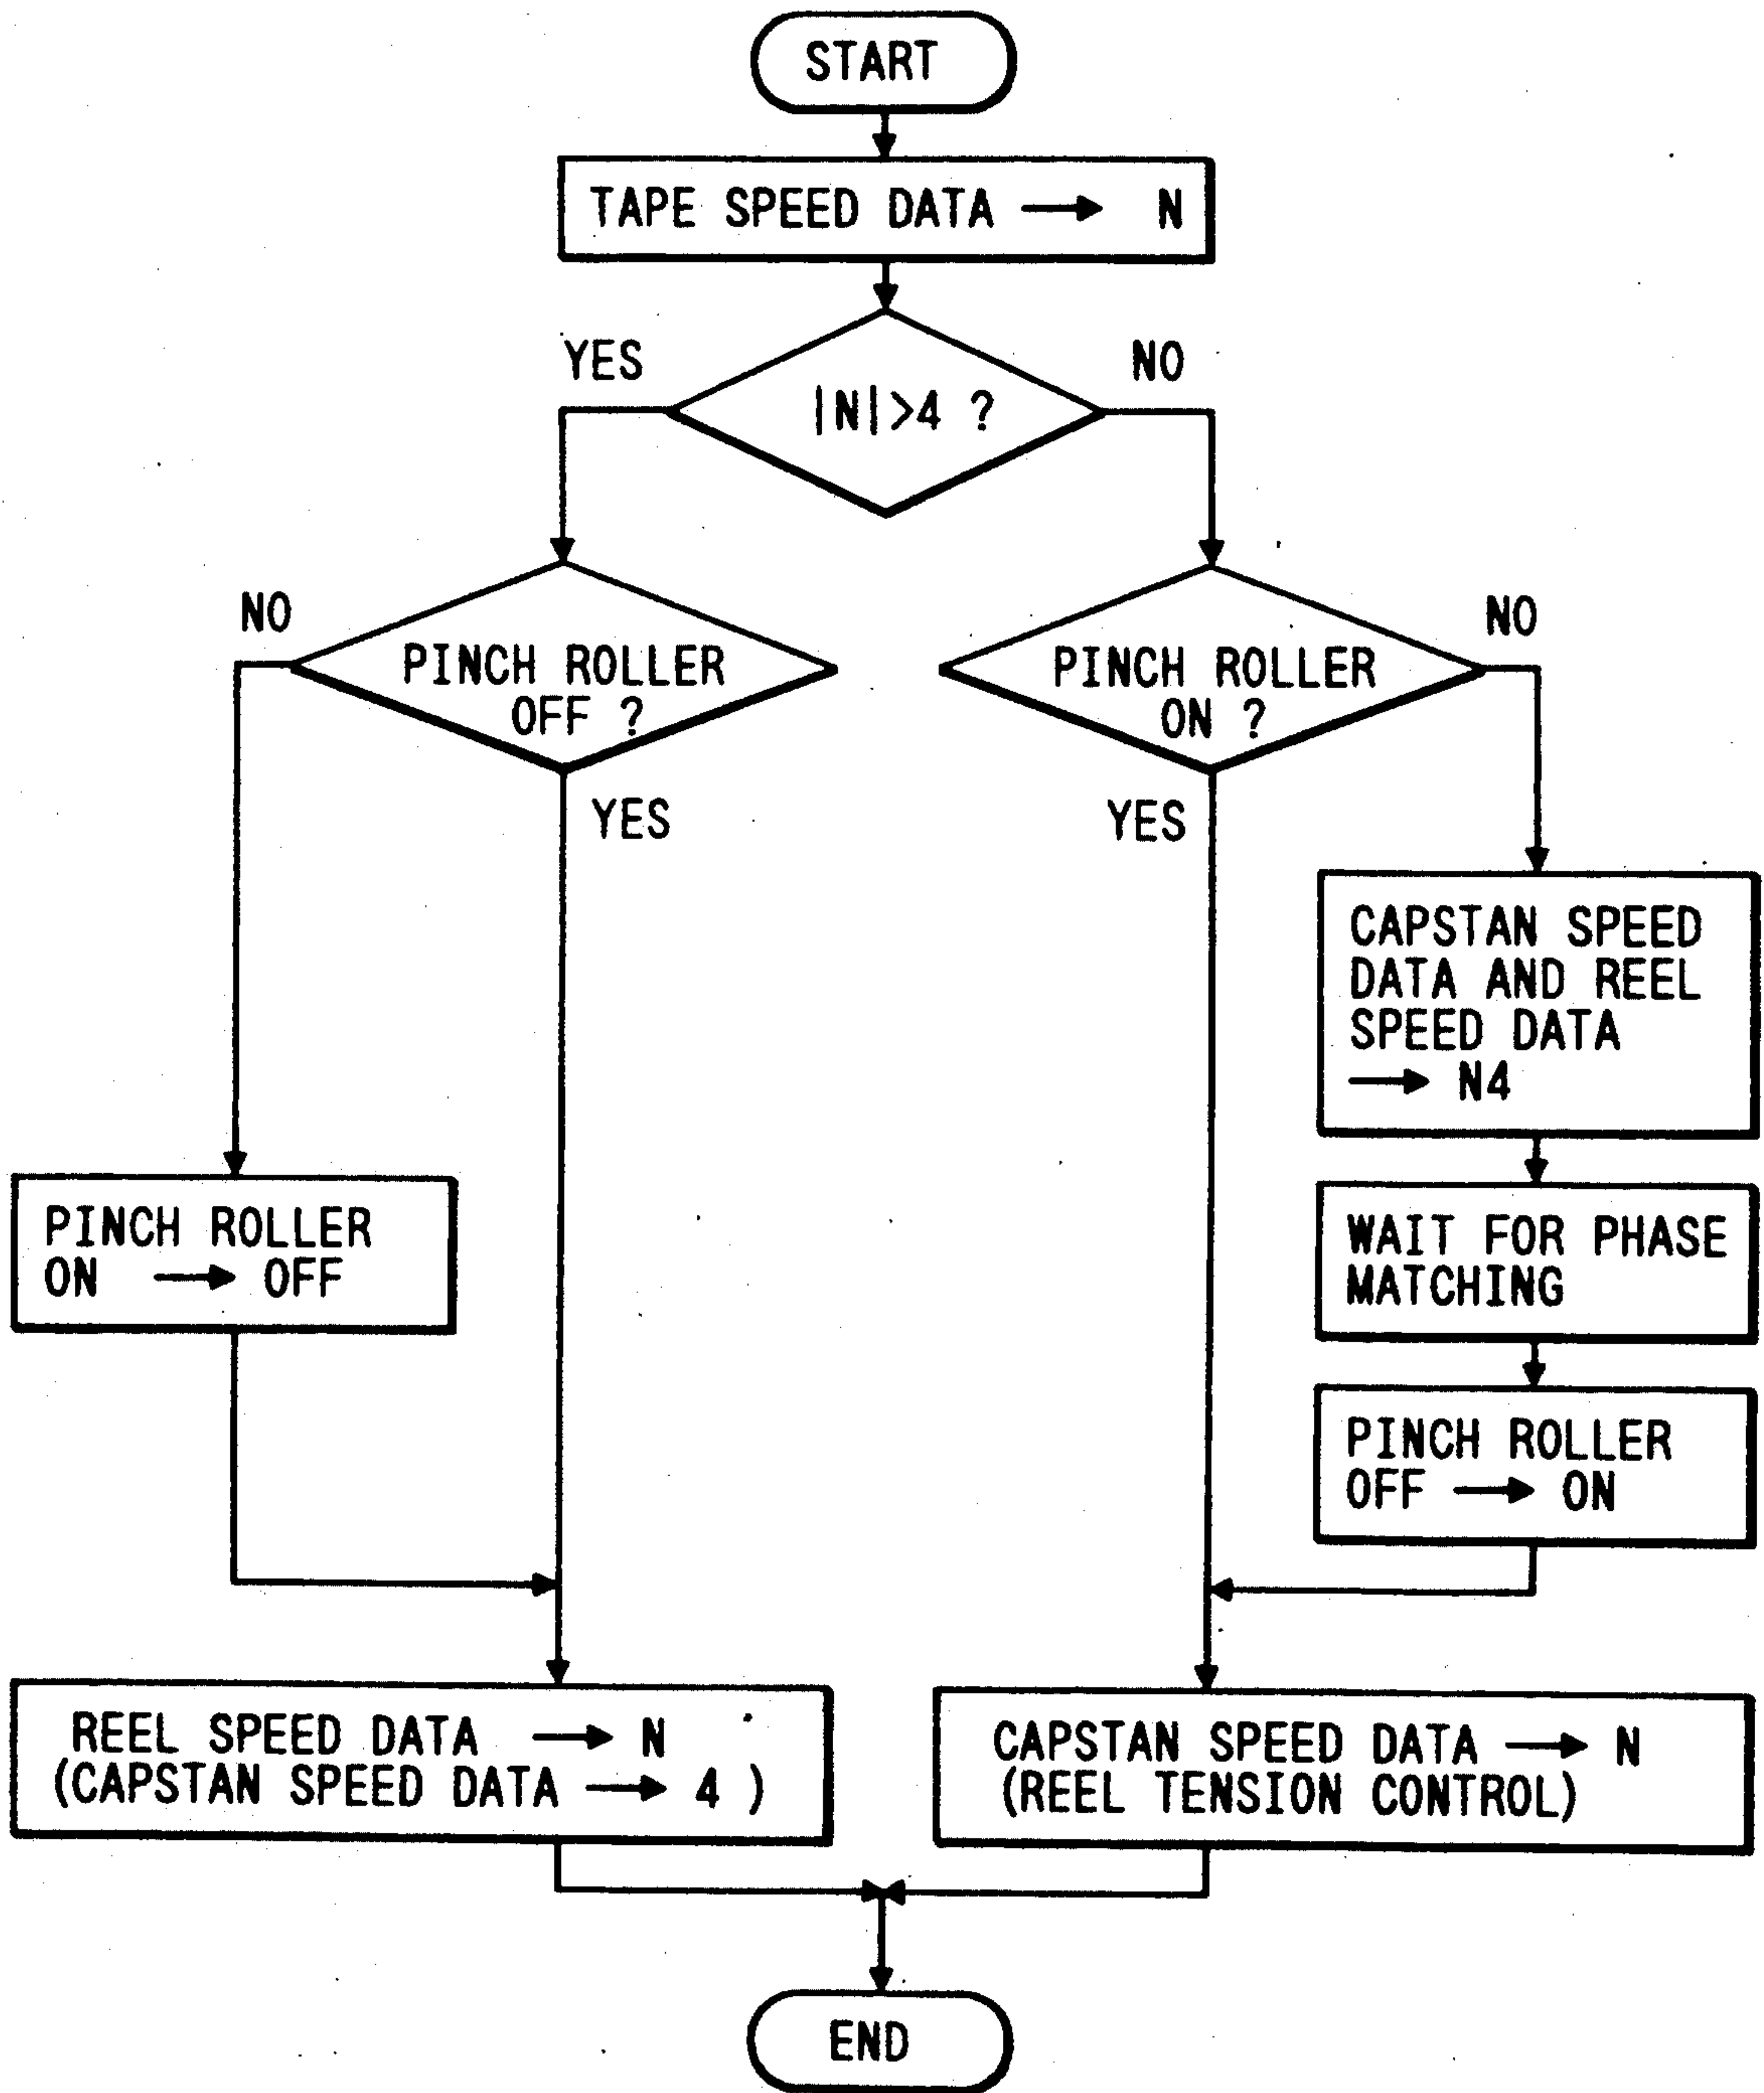 START
TAPE SPEED DATA → N
|N|>4 ?
YES
NO
PINCH ROLLER
OFF ?
NO
YES
PINCH ROLLER
ON ?
NO
YES
CAPSTAN SPEED
DATA AND REEL
SPEED DATA
→ N4
WAIT FOR PHASE
MATCHING
PINCH ROLLER
OFF → ON
PINCH ROLLER
ON → OFF
REEL SPEED DATA → N
(CAPSTAN SPEED DATA → 4 )
CAPSTAN SPEED DATA → N
(REEL TENSION CONTROL)
END